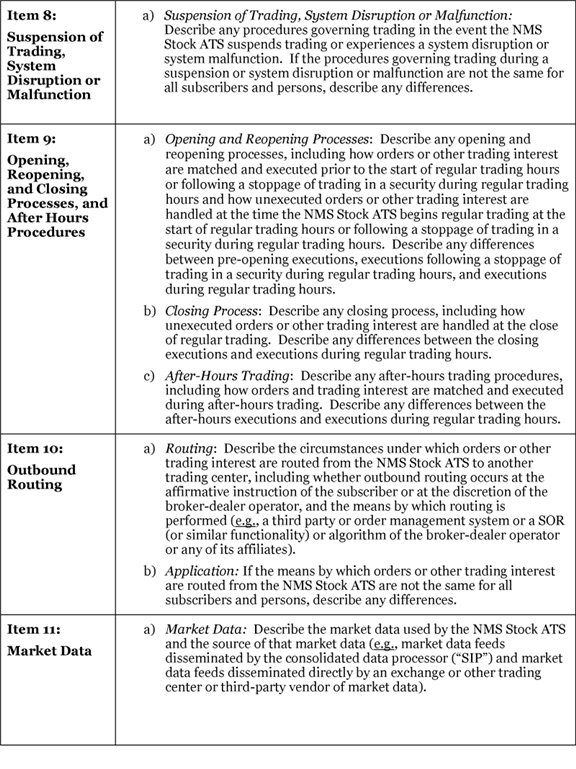 Item 8:
Suspension of
Trading,
System
Disruption or
Malfunction
a) Suspension of Trading, System Disruption or Malfunction:
Describe any procedures governing trading in the event the NMS
Stock ATS suspends trading or experiences a system disruption or
system malfunction.  If the procedures governing trading during a
suspension or system disruption or malfunction are not the same for
all subscribers and persons, describe any differences.
Item 9:
Opening,
Reopening,
and Closing
Processes, and
After Hours
Procedures
a) Opening and Reopening Processes:  Describe any opening and
reopening processes, including how orders or other trading interest
are matched and executed prior to the start of regular trading hours
or following a stoppage of trading in a security during regular trading
hours and how unexecuted orders or other trading interest are
handled at the time the NMS Stock ATS begins regular trading at the
start of regular trading hours or following a stoppage of trading in a
security during regular trading hours.  Describe any differences
between pre-opening executions, executions following a stoppage of
trading in a security during regular trading hours, and executions
during regular trading hours.
b) Closing Process:  Describe any closing process, including how
unexecuted orders or other trading interest are handled at the close
of regular trading.  Describe any differences between the closing
executions and executions during regular trading hours.
c) After-Hours Trading:  Describe any after-hours trading procedures,
including how orders and trading interest are matched and executed
during after-hours trading.  Describe any differences between the
after-hours executions and executions during regular trading hours.
Item 10:
Outbound
Routing
a) Routing:  Describe the circumstances under which orders or other
trading interest are routed from the NMS Stock ATS to another
trading center, including whether outbound routing occurs at the
affirmative instruction of the subscriber or at the discretion of the
broker-dealer operator, and the means by which routing is
performed (e.g., a third party or order management system or a SOR
(or similar functionality) or algorithm of the broker-dealer operator
or any of its affiliates).
b) Application: If the means by which orders or other trading interest
are routed from the NMS Stock ATS are not the same for all
subscribers and persons, describe any differences.
Item 11:
Market Data
a) Market Data:  Describe the market data used by the NMS Stock ATS
and the source of that market data (e.g., market data feeds
disseminated by the consolidated data processor ("SIP") and market
data feeds disseminated directly by an exchange or other trading
center or third-party vendor of market data).